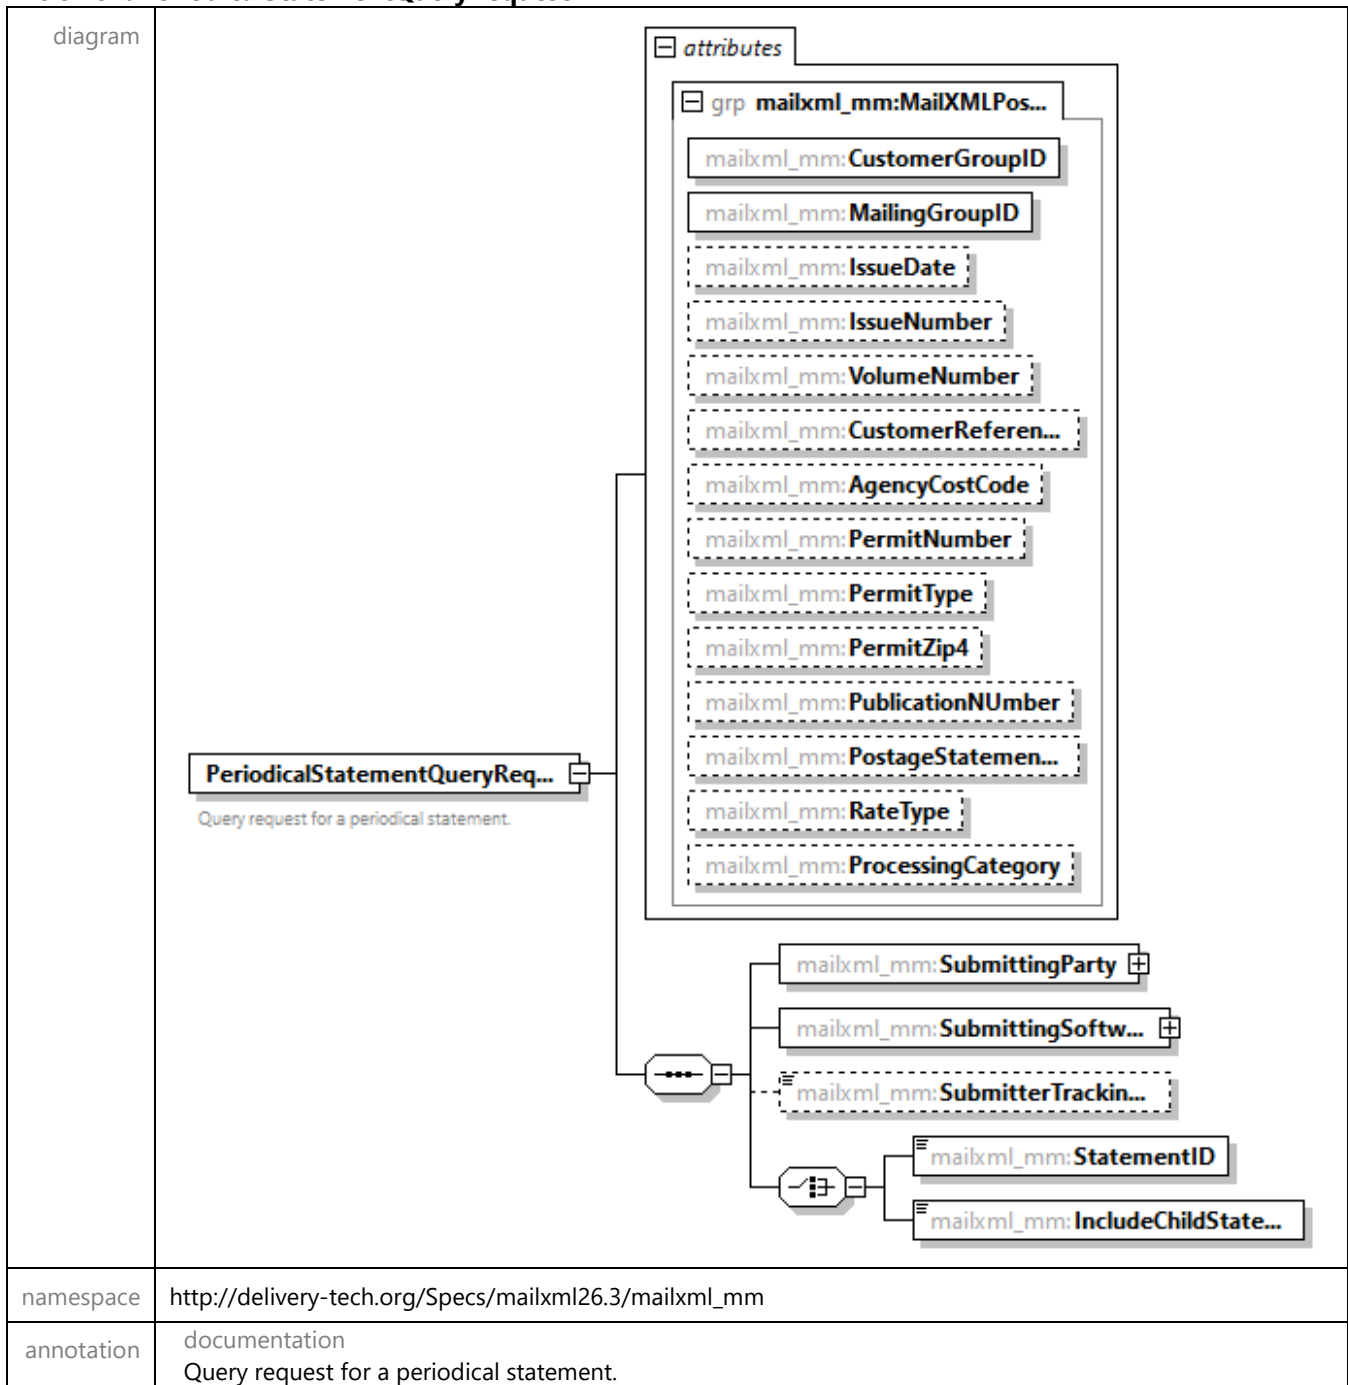 diagram
attributes
grp mailxml_mm:MailXMLPos...
mailxml_mm:CustomerGroupID
mailxml_mm:MailingGroupID
mailxml_mm:IssueDate
mailxml_mm:IssueNumber
mailxml_mm:VolumeNumber
mailxml_mm:CustomerReferen...
mailxml_mm:AgencyCostCode
mailxml_mm:PermitNumber
mailxml_mm:PermitType
mailxml_mm:PermitZip4
mailxml_mm:PublicationNUmber
mailxml_mm:PostageStatemen...
mailxml_mm:RateType
mailxml_mm:ProcessingCategory
PeriodicalStatementQueryReq...
Query request for a periodical statement.
mailxml_mm:SubmittingParty
mailxml_mm:SubmittingSoftw...
mailxml_mm:SubmitterTrackin...
mailxml_mm:StatementID
mailxml_mm:IncludeChildState...
namespace http://delivery-tech.org/Specs/mailxml26.3/mailxml_mm
annotation documentation
Query request for a periodical statement.